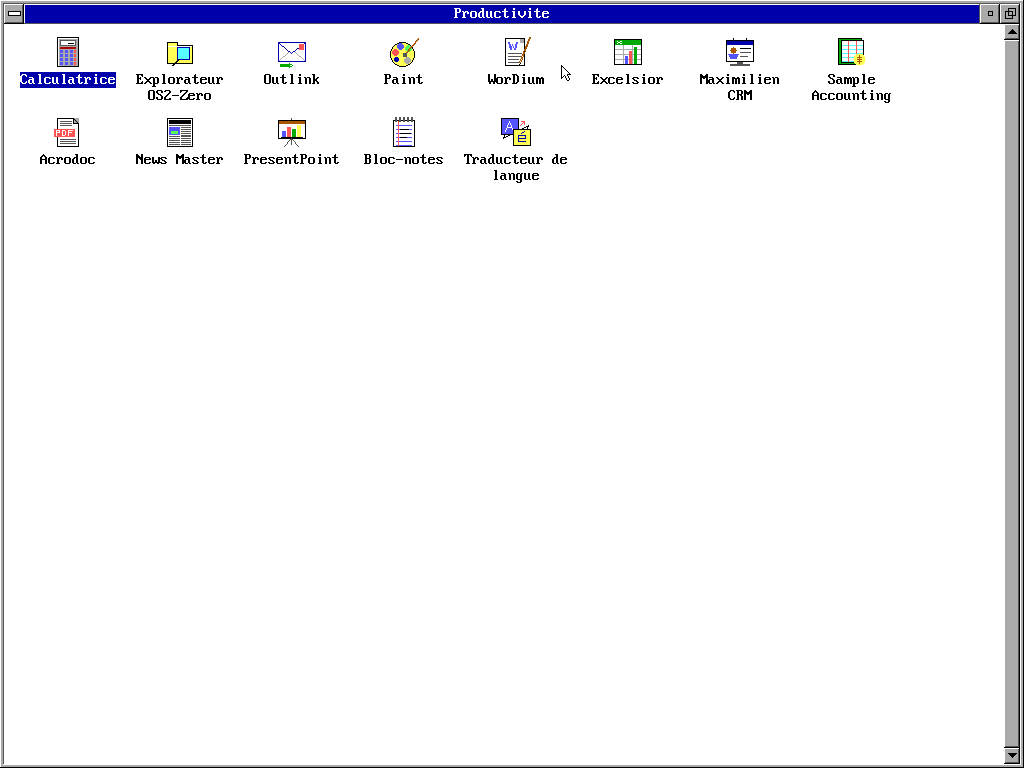 Productivite
Calculatrice
Explorateur
OS2-Zero
Outlink
Paint
WorDium
Excelsior
Maximilien
CRM
Sample
Accounting
Acrodoc
News Master
PresentPoint
Bloc-notes
Traducteur de
langue